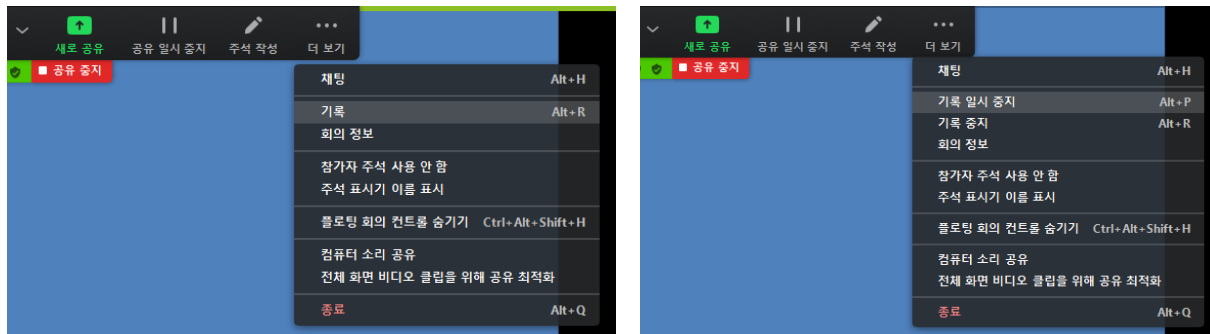 새로 공유 공유 일시 중지 주석 작성 더 보기
공유 중지
채팅 Alt+H
기록 Alt+R
회의 정보
참가자 주석 사용 안 함
주석 표시기 이름 표시
플로팅 회의 컨트롤 숨기기 Ctrl+Alt+Shift+H
컴퓨터 소리 공유
전체 화면 비디오 클립을 위해 공유 최적화
종료 Alt+Q
새로 공유 공유 일시 중지 주석 작성 더 보기
공유 중지
채팅 Alt+H
기록 일시 중지 Alt+P
기록 중지 Alt+R
회의 정보
참가자 주석 사용 안 함
주석 표시기 이름 표시
플로팅 회의 컨트롤 숨기기 Ctrl+Alt+Shift+H
컴퓨터 소리 공유
전체 화면 비디오 클립을 위해 공유 최적화
종료 Alt+Q